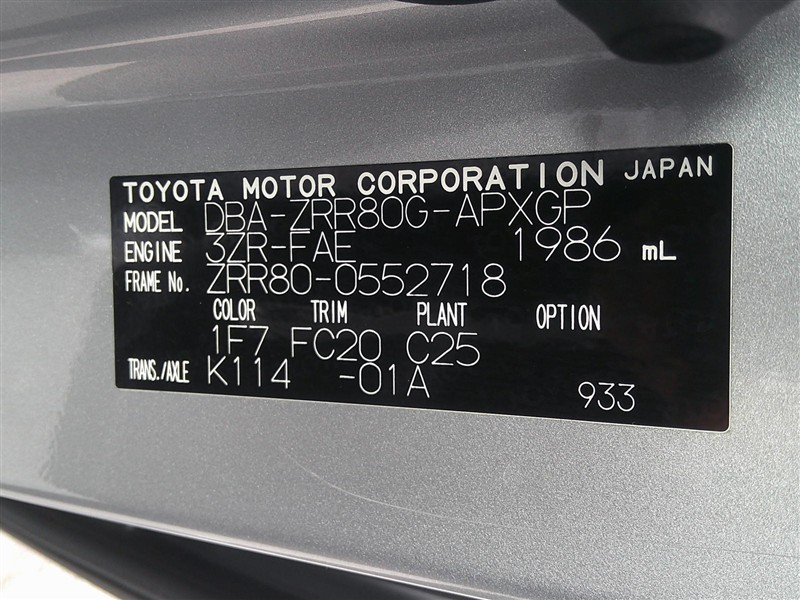 TOYOTA MOTOR CORPORATION JAPAN
MODEL DBA-ZRR80G-APXGP
ENGINE 3ZR-FAE 1986 mL
FRAME No. ZRR80-0552718
COLOR TRIM PLANT OPTION
1F7 FC20 C25
TRANS./AXLE K114 -01A
933